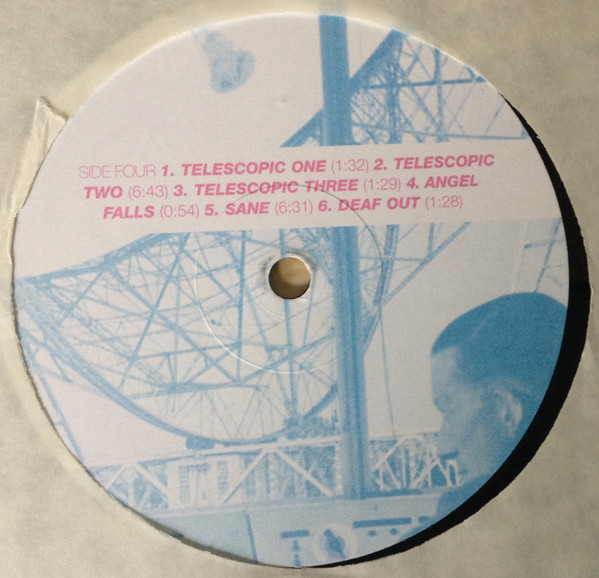 SIDE FOUR 1. TELESCOPIC ONE (1:32) 2. TELESCOPIC
TWO (6:43) 3. TELESCOPIC THREE (1:29) 4. ANGEL
FALLS (0:54) 5. SANE (6:31) 6. DEAF OUT (1:28)